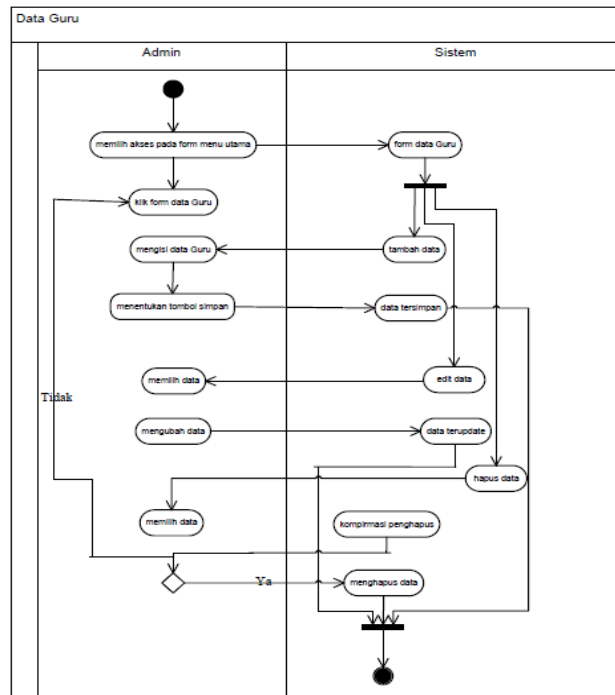 Data Guru
Admin
Sistem
memilih akses pada form menu utama
form data Guru
klik form data Guru
mengisi data Guru
tambah data
menentukan tombol simpan
data tersimpan
memilih data
edit data
Tidak
mengubah data
data terupdate
hapus data
memilih data
kompirmasi penghapus
Ya
menghapus data